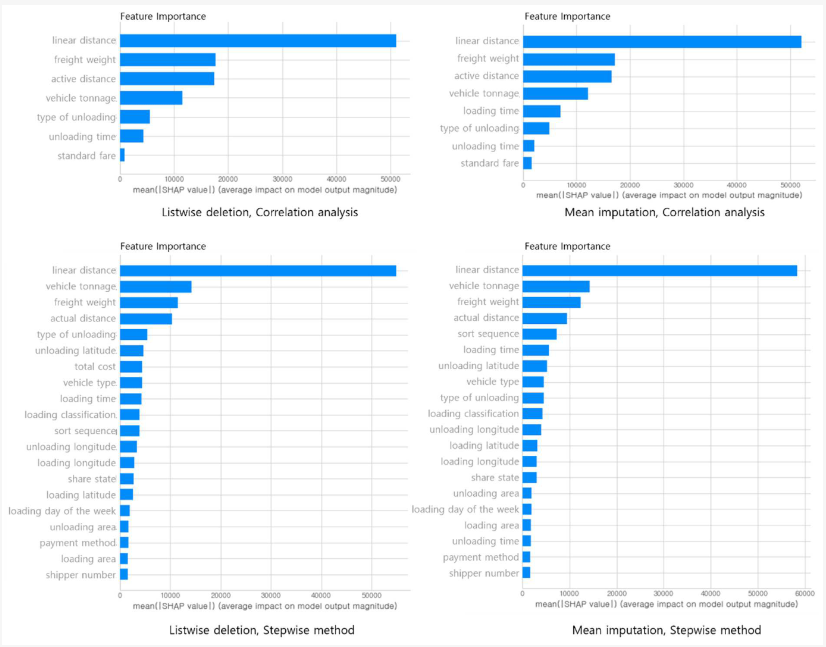 Feature Importance
linear distance
freight weight
active distance
vehicle tonnage
type of unloading
unloading time
standard fare
0 10000 20000 30000 40000 50000
mean(|SHAP value|) (average impact on model output magnitude)
Listwise deletion, Correlation analysis
Feature Importance
linear distance
freight weight
active distance
vehicle tonnage
loading time
type of unloading
unloading time
standard fare
0 10000 20000 30000 40000 50000
mean(|SHAP value|) (average impact on model output magnitude)
Mean imputation, Correlation analysis
Feature Importance
linear distance
vehicle tonnage
freight weight
actual distance
type of unloading
unloading latitude
total cost
vehicle type
loading time
loading classification
sort sequence
unloading longitude
loading longitude
share state
loading latitude
loading day of the week
unloading area
payment method
loading area
shipper number
0 10000 20000 30000 40000 50000
mean(|SHAP value|) (average impact on model output magnitude)
Listwise deletion, Stepwise method
Feature Importance
linear distance
vehicle tonnage
freight weight
actual distance
sort sequence
loading time
unloading latitude
vehicle type
type of unloading
loading classification
unloading longitude
loading latitude
loading longitude
share state
unloading area
loading day of the week
loading area
unloading time
payment method
shipper number
0 10000 20000 30000 40000 50000 60000
mean(|SHAP value|) (average impact on model output magnitude)
Mean imputation, Stepwise method